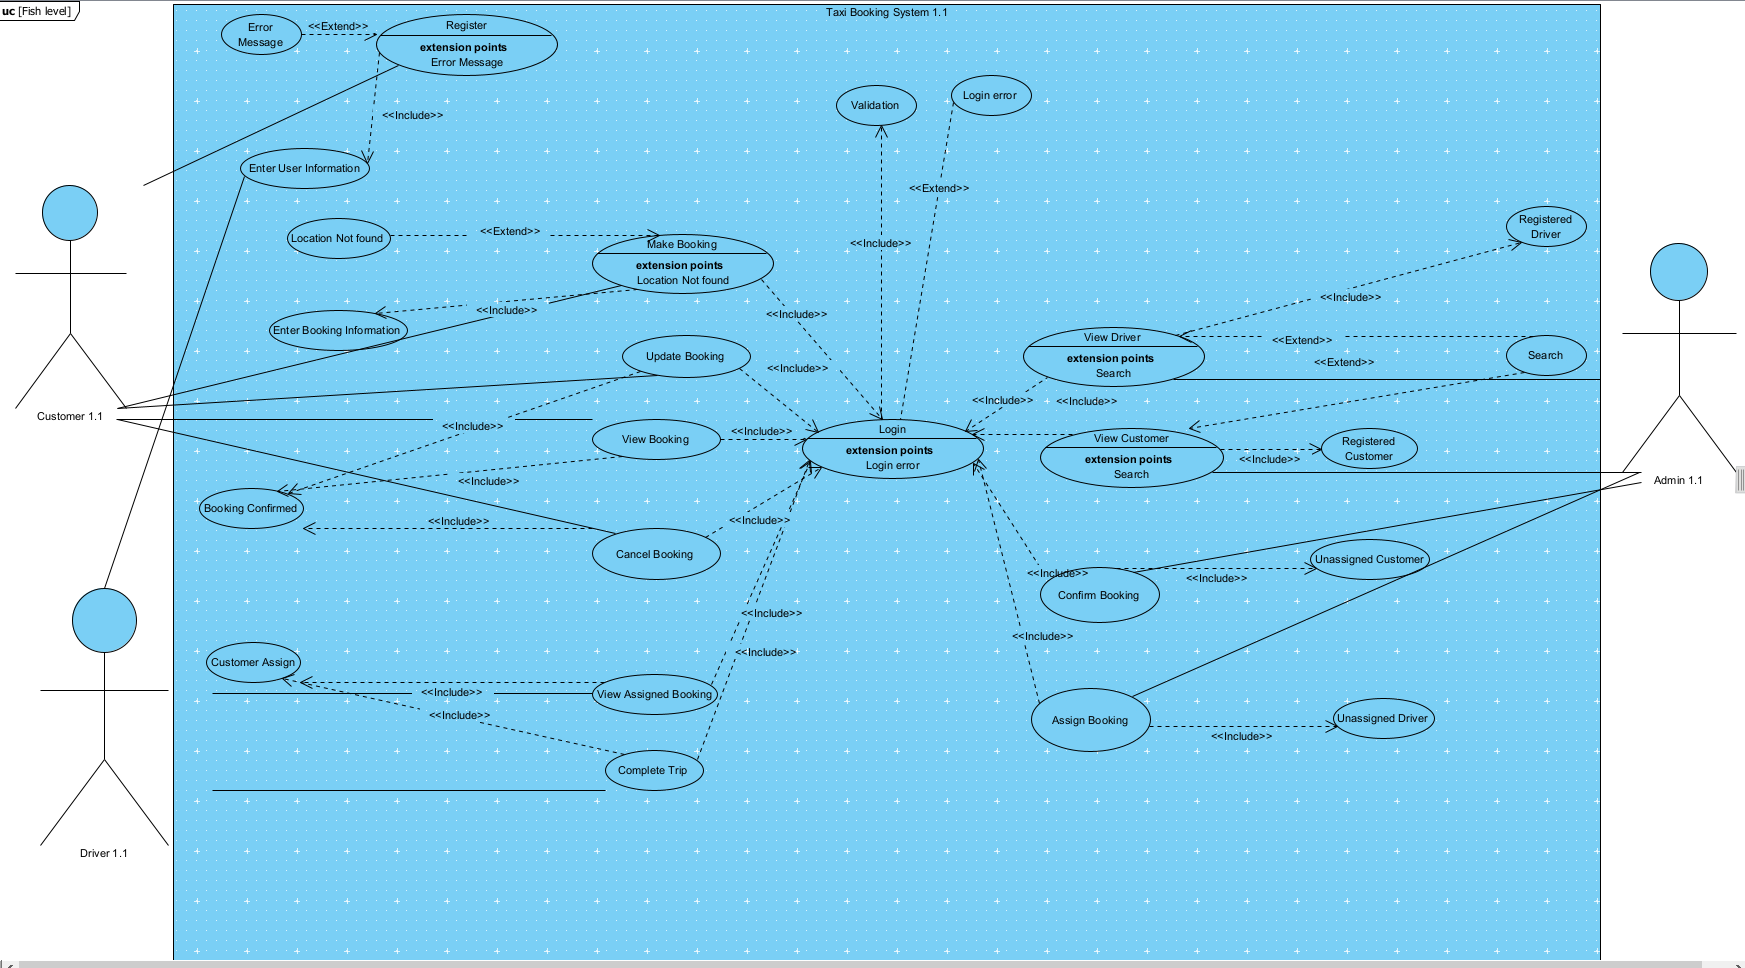 uc [Fish level]
Taxi Booking System 1.1
Error
Message
<<Extend>>
Register
extension points
Error Message
<<Include>>
Enter User Information
Validation
Login error
<<Extend>>
<<Include>>
Location Not found
<<Extend>>
Make Booking
extension points
Location Not found
<<Include>>
Enter Booking Information
<<Include>>
Update Booking
<<Include>>
Customer 1.1
<<Include>>
View Booking
<<Include>>
Login
extension points
Login error
<<Include>>
Booking Confirmed
<<Include>>
Cancel Booking
<<Include>>
Registered
Driver
<<Include>>
View Driver
extension points
Search
<<Extend>>
Search
<<Extend>>
<<Include>>
<<Include>>
View Customer
extension points
Search
<<Include>>
Registered
Customer
Admin 1.1
<<Include>>
Confirm Booking
<<Include>>
Unassigned Customer
<<Include>>
<<Include>>
<<Include>>
Customer Assign
<<Include>>
View Assigned Booking
<<Include>>
Complete Trip
Assign Booking
<<Include>>
Unassigned Driver
Driver 1.1